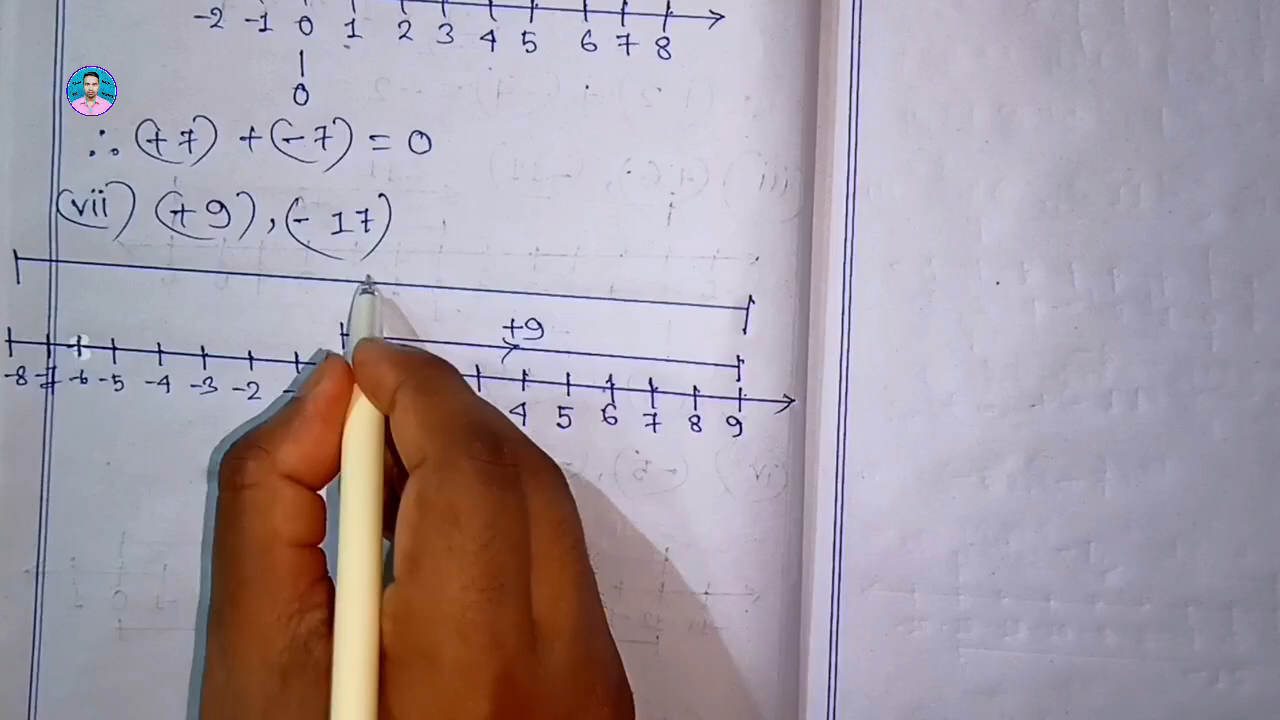 -2 -1 0 1 2 3 4 5 6 7 8
0
∴ (+7) + (-7) = 0
(vii) (+9), (-17)
+9
-8 -7 -6 -5 -4 -3 -2 - 4 5 6 7 8 9